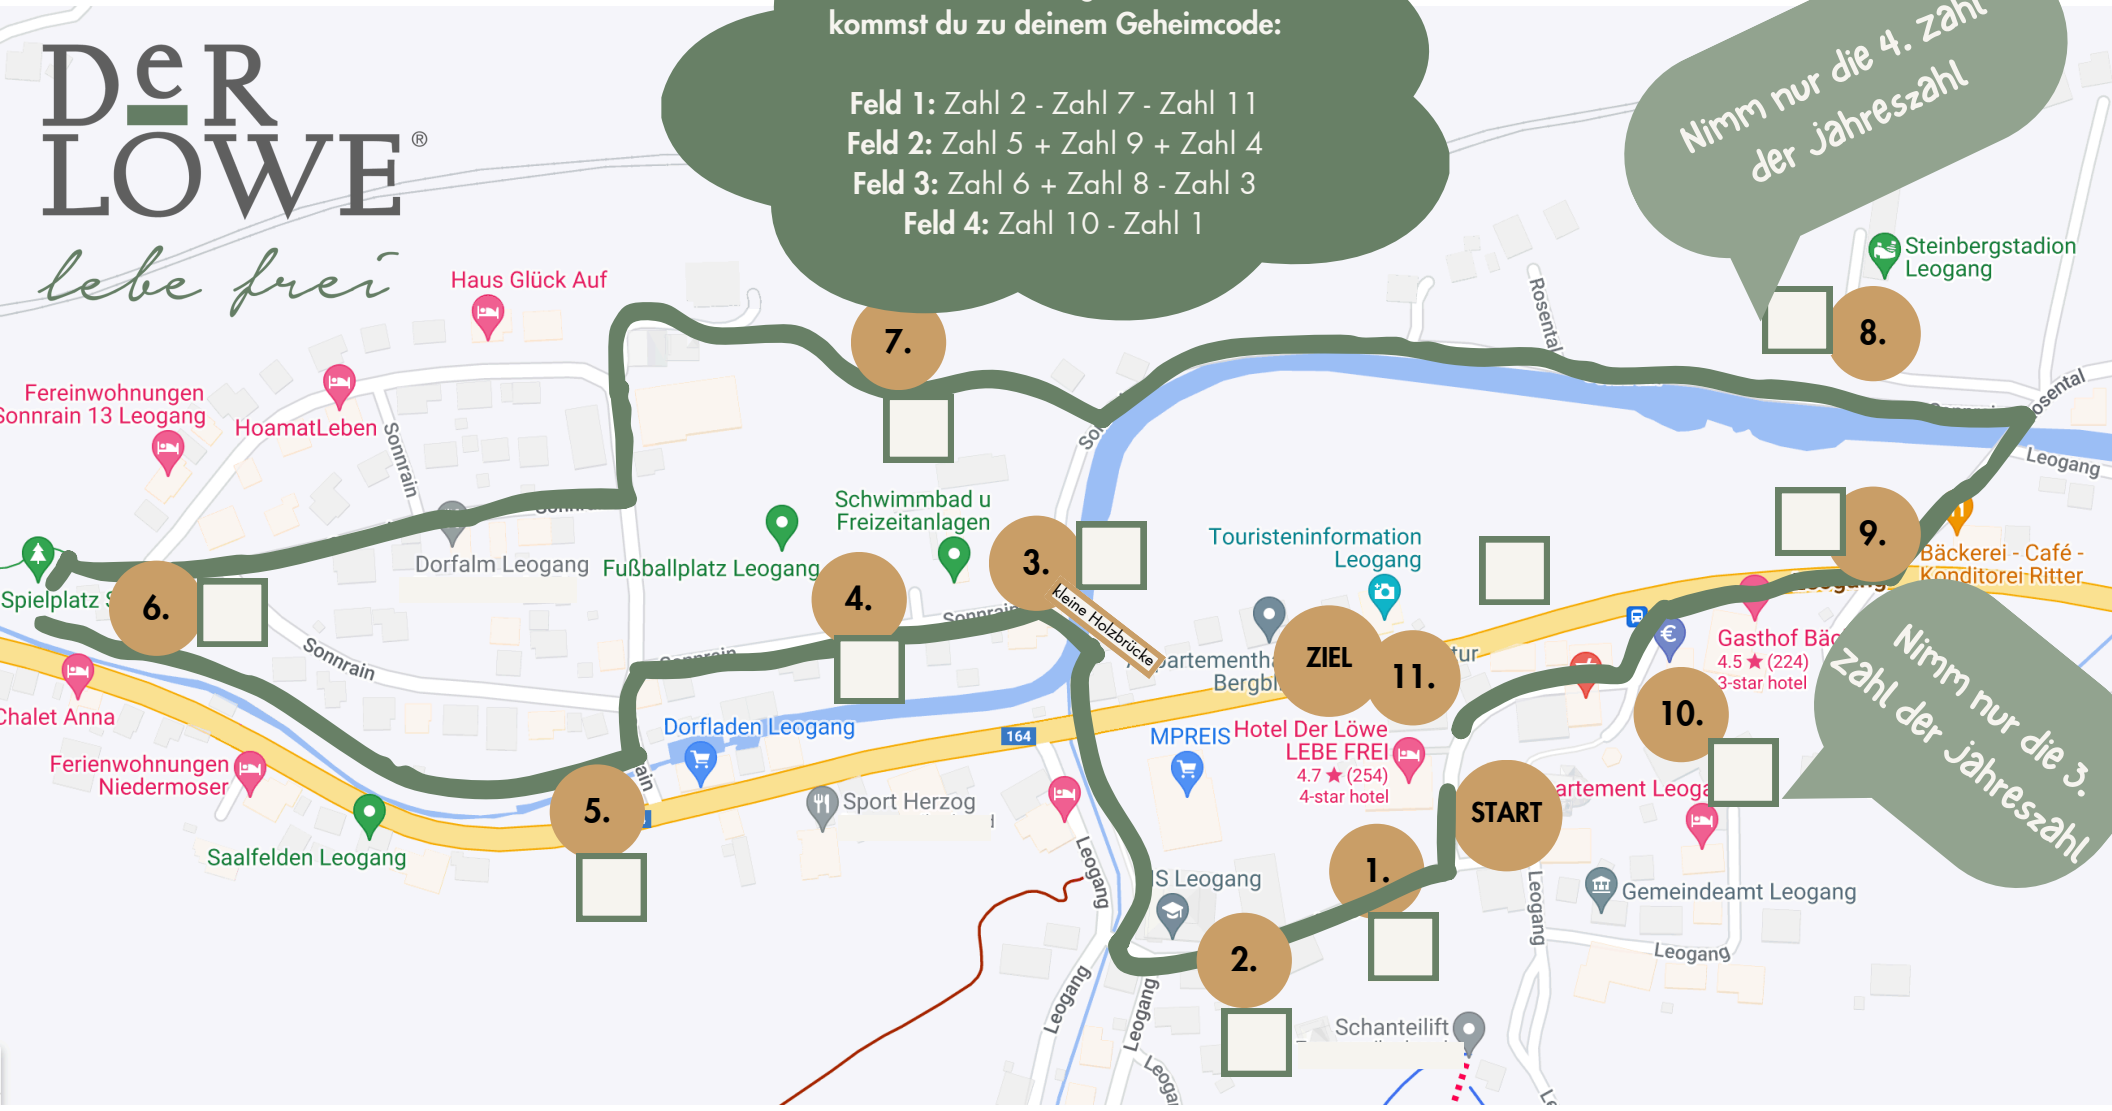 DeR
LÖWE®
lebe frei
kommst du zu deinem Geheimcode:
Feld 1: Zahl 2 - Zahl 7 - Zahl 11
Feld 2: Zahl 5 + Zahl 9 + Zahl 4
Feld 3: Zahl 6 + Zahl 8 - Zahl 3
Feld 4: Zahl 10 - Zahl 1
Nimm nur die 4. Zahl
der Jahreszahl
Steinbergstadion
Leogang
Haus Glück Auf
Rosental
7.
8.
Fereinwohnungen
Sonnrain 13 Leogang
HoamatLeben
Sonnrain
Leogang
Schwimmbad u
Freizeitanlagen
Touristeninformation
Leogang
9.
Bäckerei - Café -
Konditorei Ritter
Dorfalm Leogang
Fußballplatz Leogang
3.
4.
kleine Holzbrücke
Spielplatz
6.
Sonnrain
Sonnrain
Sonnrain
ZIEL
11.
Gasthof
4.5 ★ (224)
3-star hotel
10.
Nimm nur die 3.
Zahl der Jahreszahl
Chalet Anna
Dorfladen Leogang
164
MPREIS
Hotel Der Löwe
LEBE FREI
4.7 ★ (254)
4-star hotel
Ferienwohnungen
Niedermoser
5.
Sport Herzog
START
Saalfelden Leogang
Leogang
1.
Leogang
Leogang
Gemeindeamt Leogang
2.
Leogang
Leogang
Leogang
Schanteilift